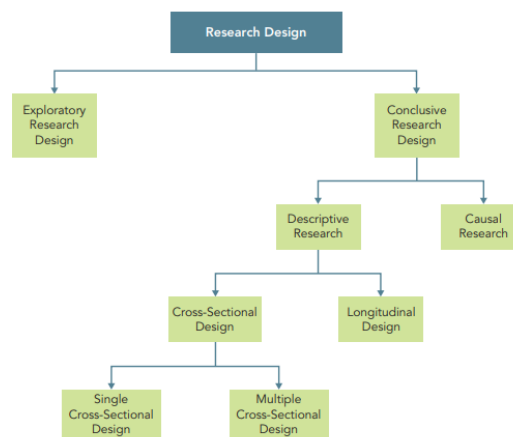 Research Design
Exploratory
Research
Design
Conclusive
Research
Design
Descriptive
Research
Causal
Research
Cross-Sectional
Design
Longitudinal
Design
Single
Cross-Sectional
Design
Multiple
Cross-Sectional
Design